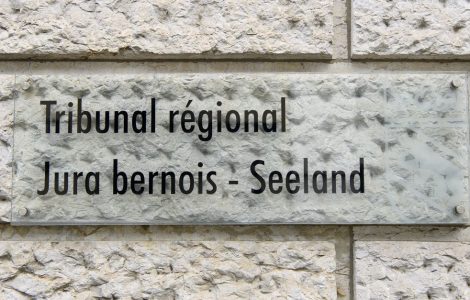 Tribunal régional
Jura bernois - Seeland